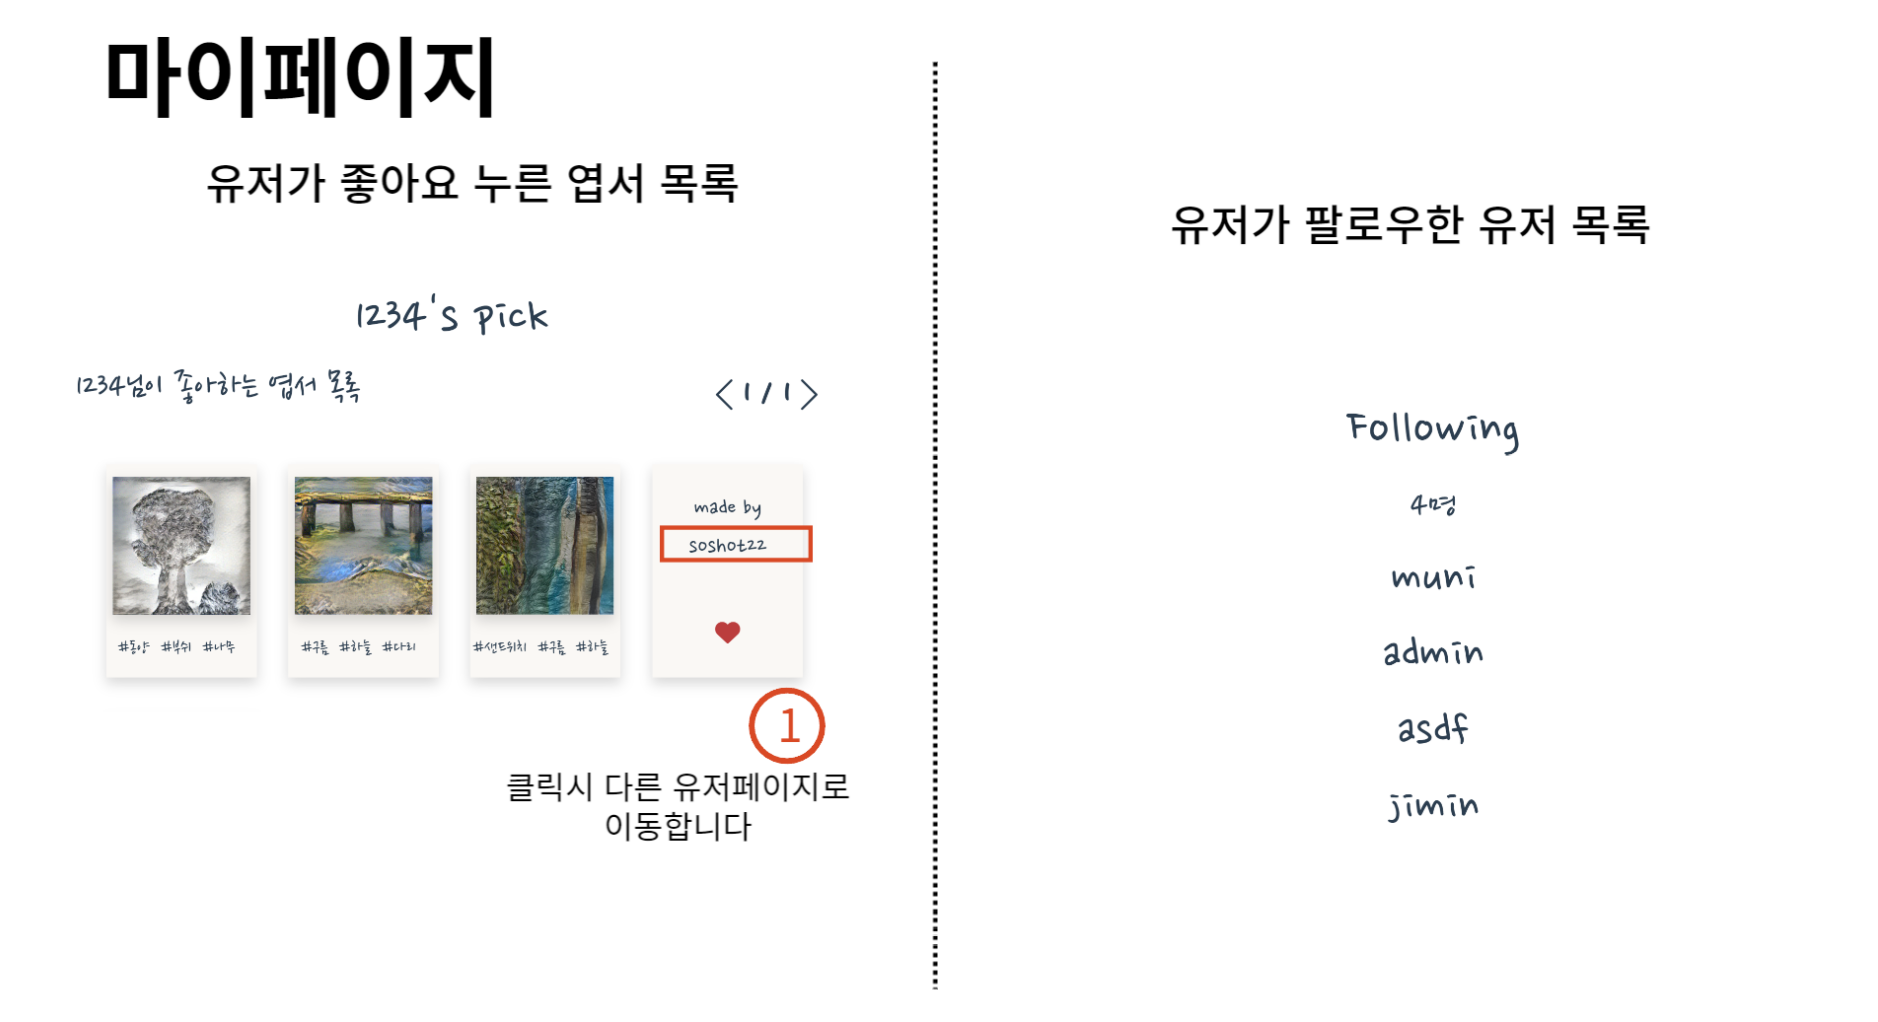 마이페이지
유저가 좋아요 누른 엽서 목록
1234's pick
1234님이 좋아하는 엽서 목록
<1/1>
#동양 #부쉬 #나무
#구름 #하늘 #다리
#샌드위치 #구름 #하늘
made by
soshot22
1
클릭시 다른 유저페이지로
이동합니다
유저가 팔로우한 유저 목록
Following
4명
muni
admin
asdf
jimin